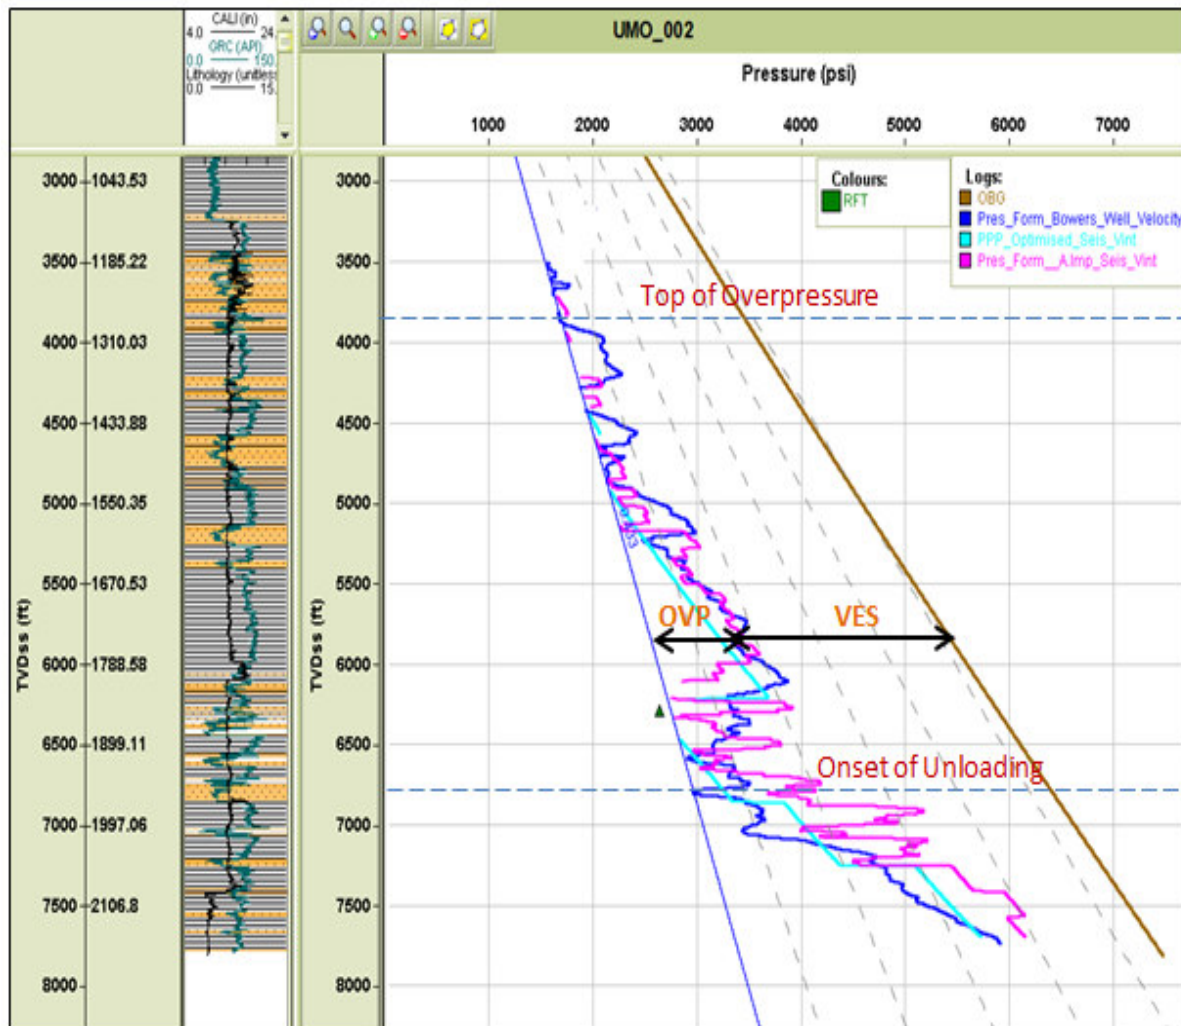 CALI (in)
4.0 24.
GRC (API)
0.0 150.
Lithology (unitless
0.0 15.
UMO_002
Pressure (psi)
1000 2000 3000 4000 5000 6000 7000
TVDss (ft)
3000 1043.53
3500 1185.22
4000 1310.03
4500 1433.88
5000 1550.35
5500 1670.53
6000 1788.58
6500 1899.11
7000 1997.06
7500 2106.8
8000
TVDss (ft)
3000
3500
4000
4500
5000
5500
6000
6500
7000
7500
8000
Colours:
RFT
Logs:
OBG
Pres_Form_Bowers_Well_Velocity
PPP_Optimised_Seis_Vint
Pres_Form__A.Imp_Seis_Vint
Top of Overpressure
OVP
VES
Onset of Unloading